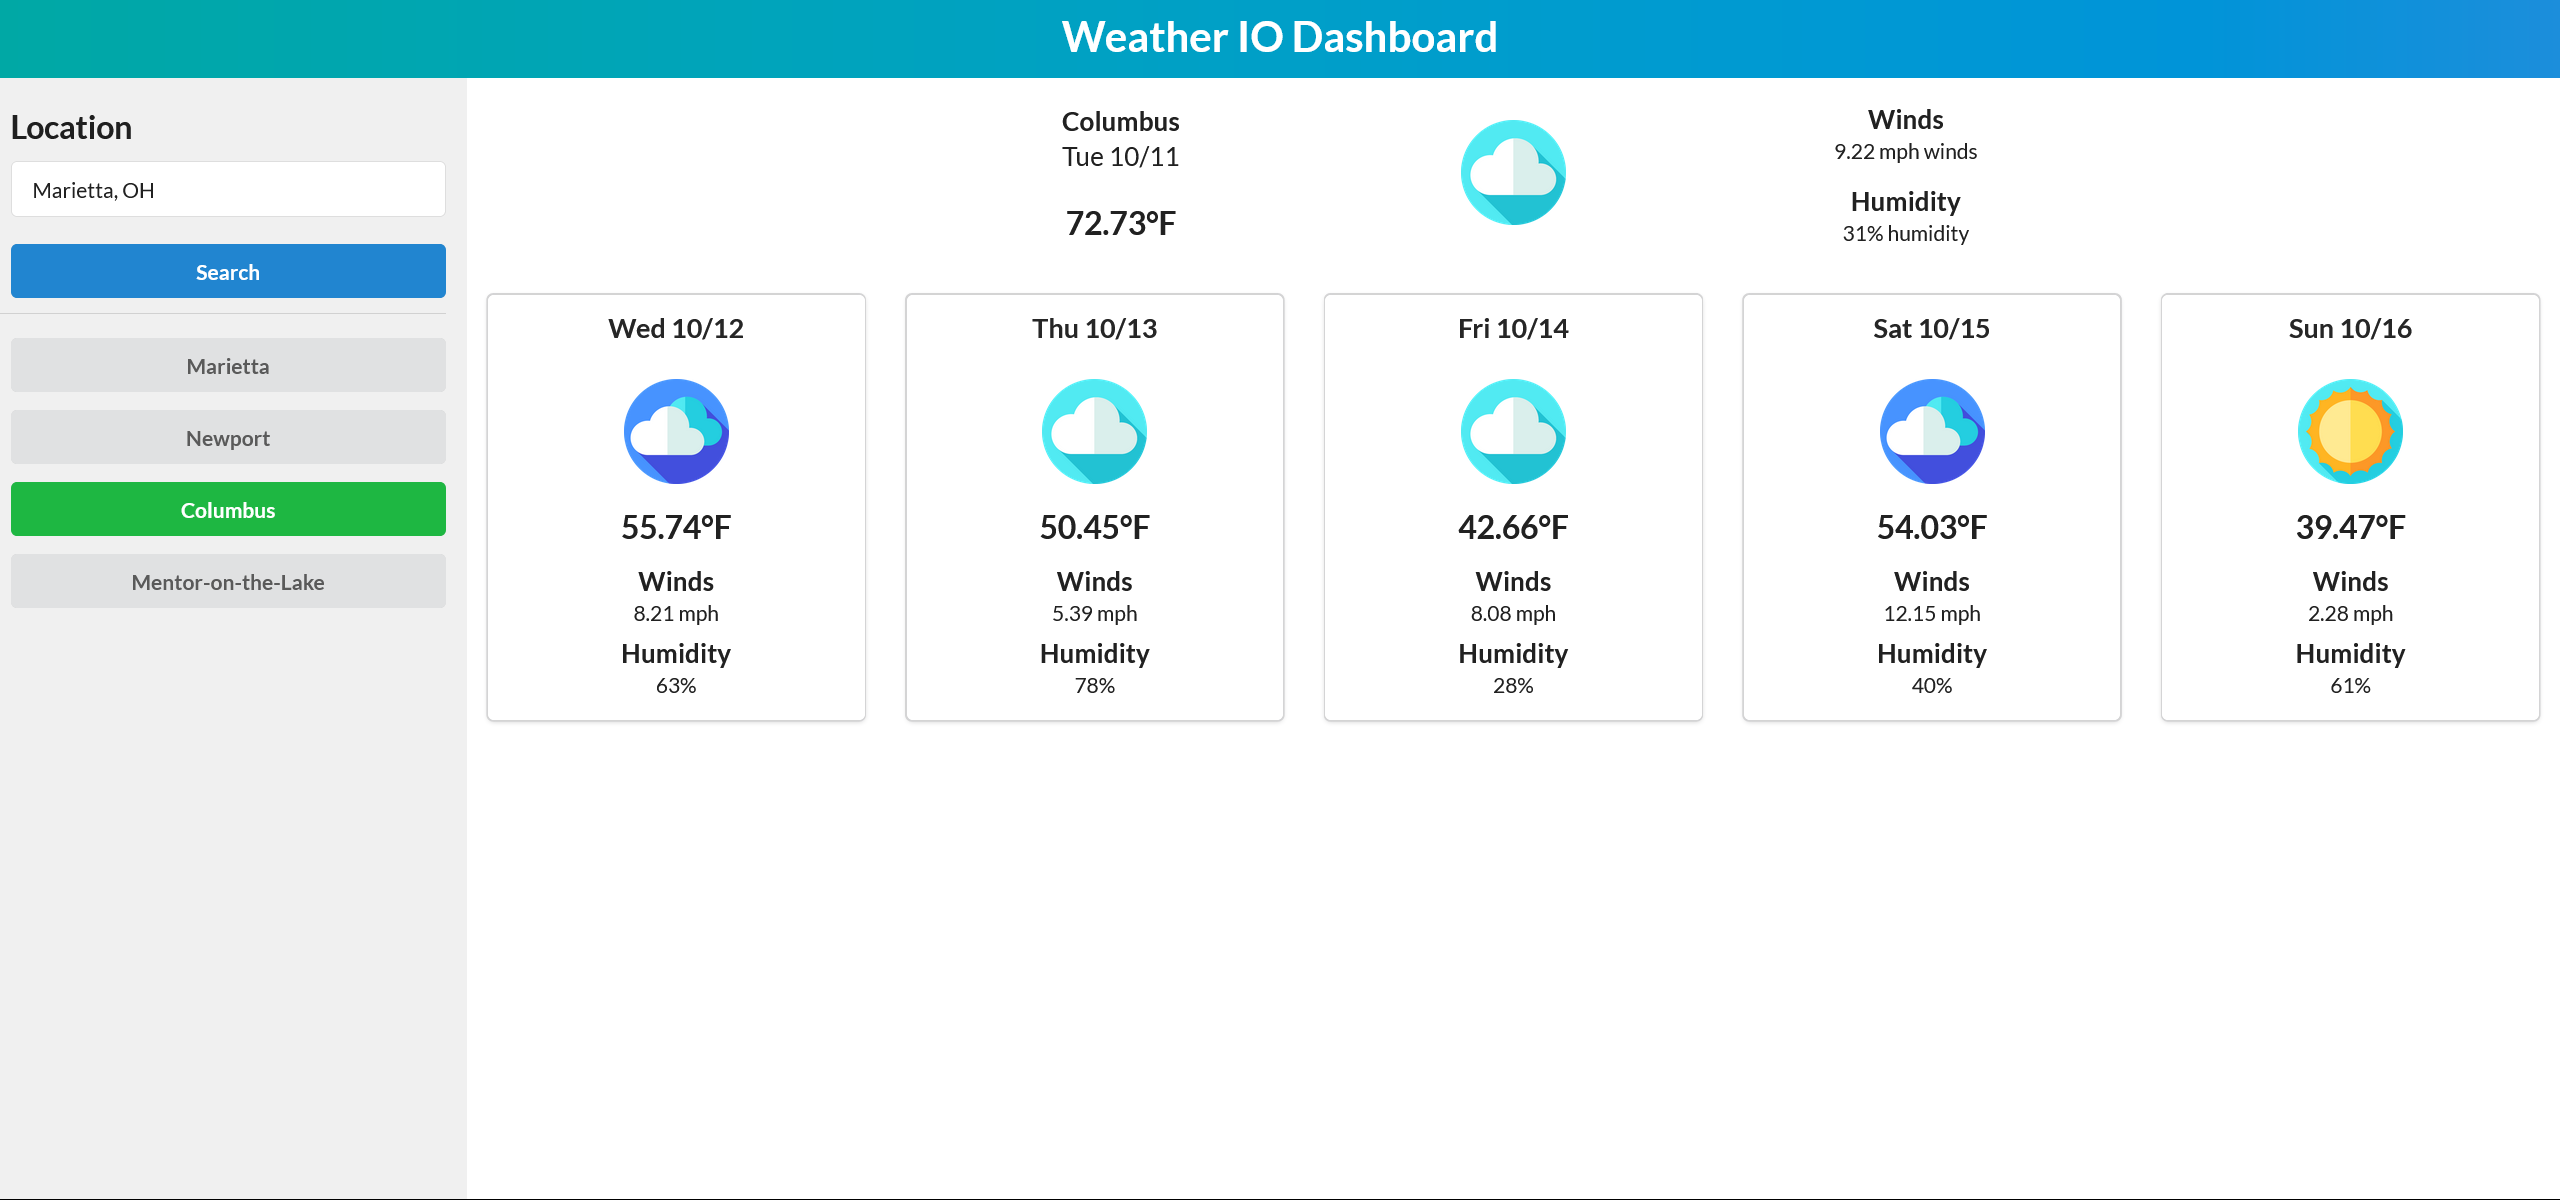 Weather IO Dashboard
Location
Marietta, OH
Search
Marietta
Newport
Columbus
Mentor-on-the-Lake
Columbus
Tue 10/11
72.73°F
Winds
9.22 mph winds
Humidity
31% humidity
Wed 10/12
55.74°F
Winds
8.21 mph
Humidity
63%
Thu 10/13
50.45°F
Winds
5.39 mph
Humidity
78%
Fri 10/14
42.66°F
Winds
8.08 mph
Humidity
28%
Sat 10/15
54.03°F
Winds
12.15 mph
Humidity
40%
Sun 10/16
39.47°F
Winds
2.28 mph
Humidity
61%